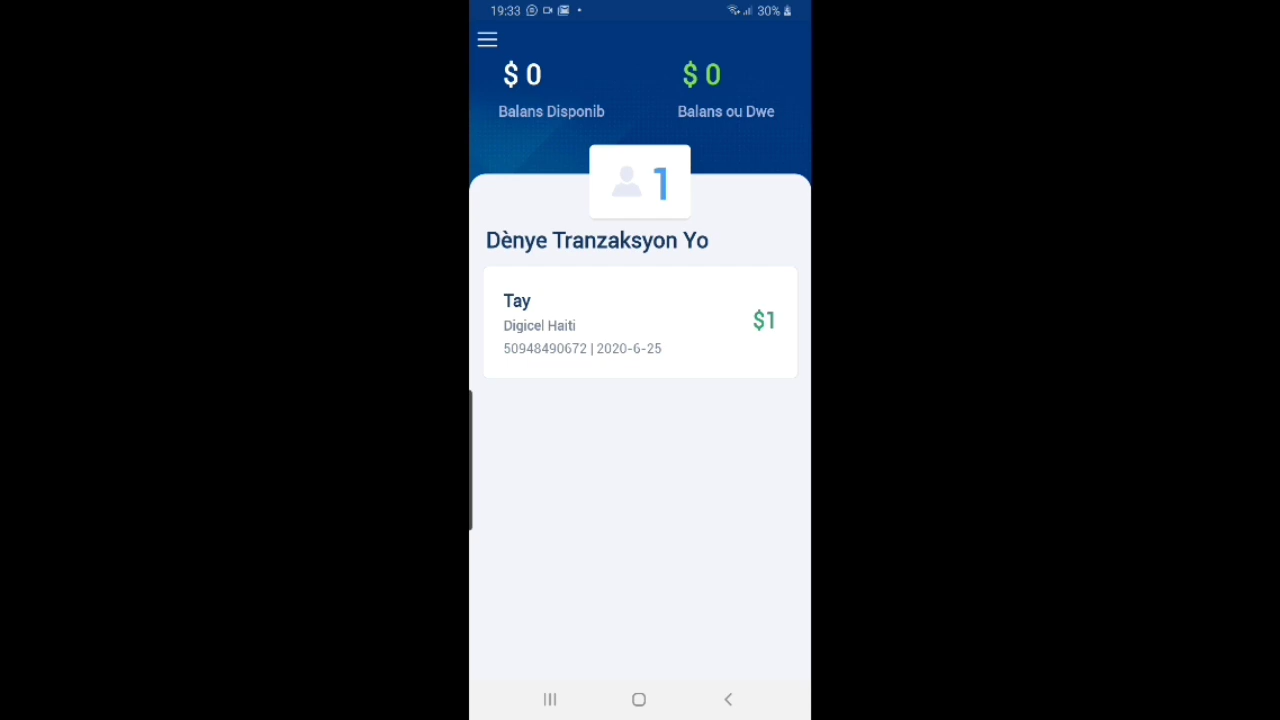 19:33
30%
$ 0
$ 0
Balans Disponib
Balans ou Dwe
1
Dènye Tranzaksyon Yo
Tay
Digicel Haiti
$1
50948490672 | 2020-6-25